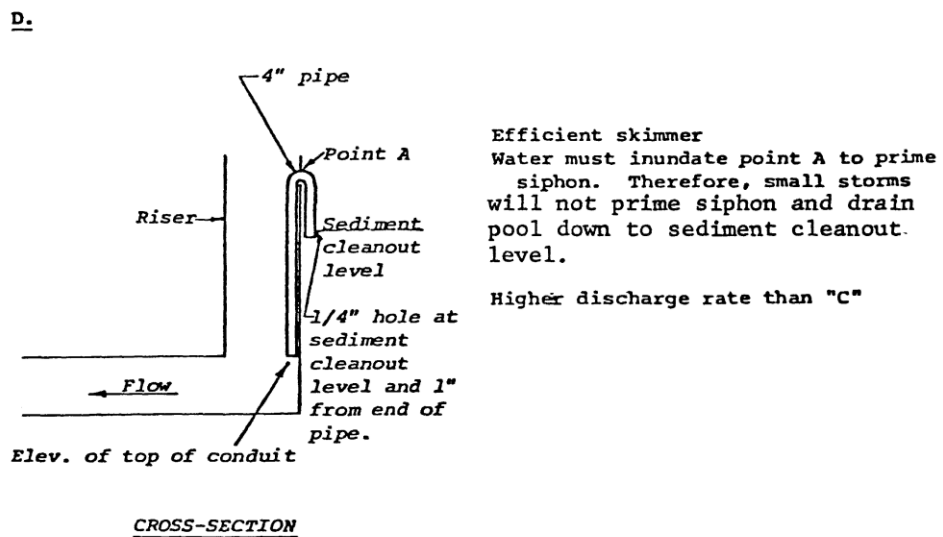 D.
4" pipe
Point A
Riser
Sediment
cleanout
level
1/4" hole at
sediment
cleanout
level and 1"
from end of
pipe.
Flow
Elev. of top of conduit
CROSS-SECTION
Efficient skimmer
Water must inundate point A to prime
siphon. Therefore, small storms
will not prime siphon and drain
pool down to sediment cleanout
level.
Higher discharge rate than "C"